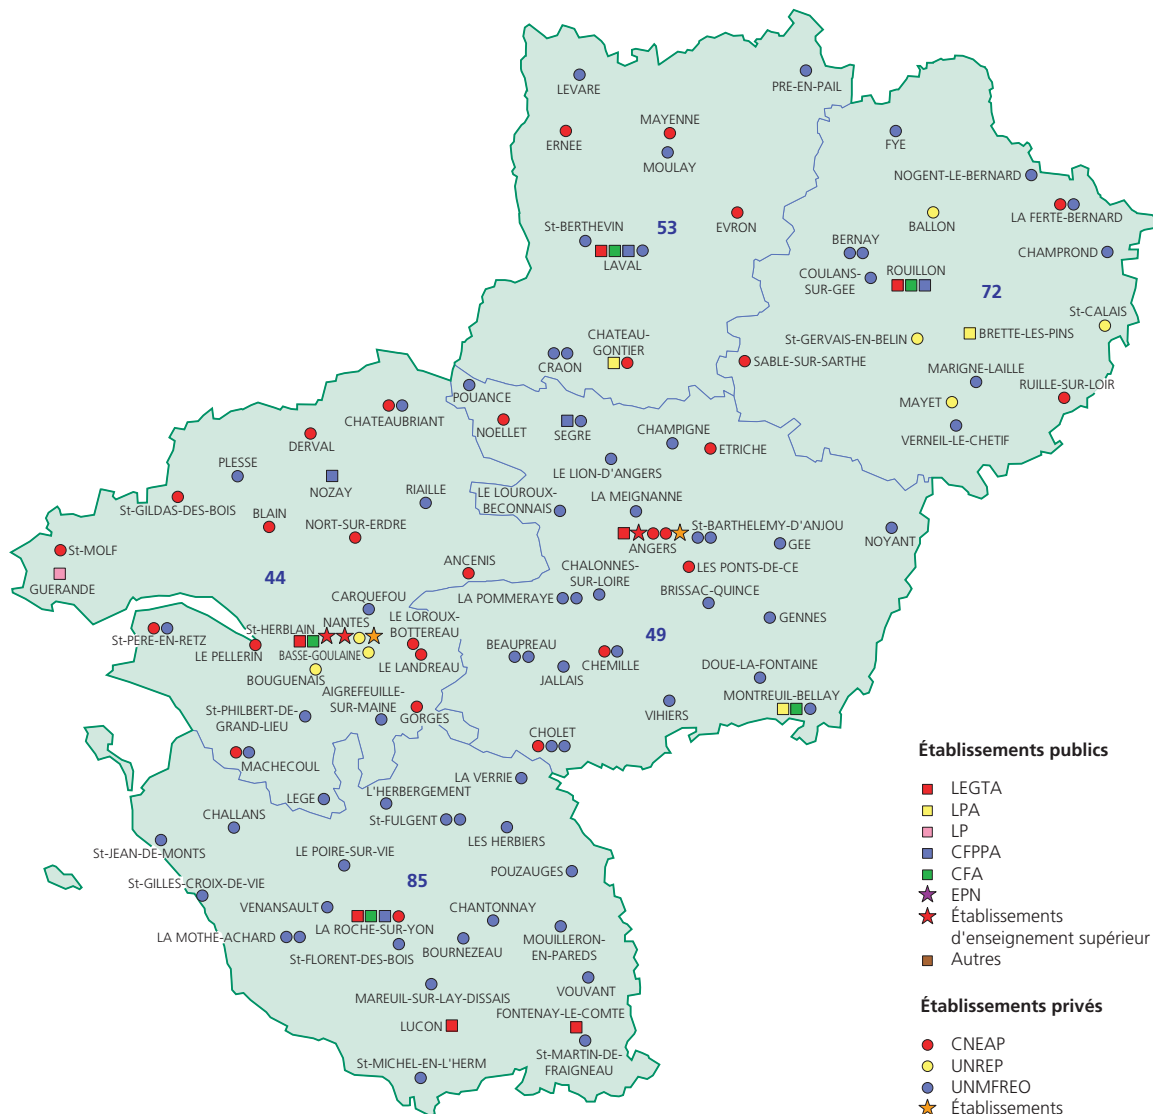 LEVARE
PRE-EN-PAIL
ERNEE
MAYENNE
MOULAY
FYE
NOGENT-LE-BERNARD
LA FERTE-BERNARD
St-BERTHEVIN
53
EVRON
LAVAL
BALLON
BERNAY
CHAMPROND
COULANS-
SUR-GEE
ROUILLON
72
St-CALAIS
CHATEAU-
GONTIER
CRAON
St-GERVAIS-EN-BELIN
BRETTE-LES-PINS
SABLE-SUR-SARTHE
MARIGNE-LAILLE
RUILLE-SUR-LOIR
MAYET
VERNEIL-LE-CHETIF
POUANCE
CHATEAUBRIANT
NOELLET
SEGRE
CHAMPIGNE
ETRICHE
DERVAL
LE LION-D'ANGERS
PLESSE
NOZAY
RIAILLE
LE LOUROUX-
BECONNAIS
LA MEIGNANNE
St-GILDAS-DES-BOIS
BLAIN
NORT-SUR-ERDRE
St-BARTHELEMY-D'ANJOU
ANGERS
GEE
NOYANT
St-MOLF
GUERANDE
44
ANCENIS
CHALONNES-
SUR-LOIRE
LES PONTS-DE-CE
LA POMMERAYE
BRISSAC-QUINCE
GENNES
CARQUEFOU
St-HERBLAIN
NANTES
LE LOROUX-
BOTTEREAU
St-PERE-EN-RETZ
LE PELLERIN
BASSE-GOULAINE
LE LANDREAU
BOUGUENAIS
BEAUPREAU
JALLAIS
CHEMILLE
49
DOUE-LA-FONTAINE
MONTREUIL-BELLAY
AIGREFEUILLE-
SUR-MAINE
St-PHILBERT-DE-
GRAND-LIEU
GORGES
VIHIERS
CHOLET
MACHECOUL
LEGE
LA VERRIE
L'HERBERGEMENT
CHALLANS
St-FULGENT
LES HERBIERS
St-JEAN-DE-MONTS
LE POIRE-SUR-VIE
POUZAUGES
St-GILLES-CROIX-DE-VIE
85
VENANSAULT
CHANTONNAY
LA ROCHE-SUR-YON
LA MOTHE-ACHARD
St-FLORENT-DES-BOIS
BOURNEZEAU
MOUILLERON-
EN-PAREDS
VOUVANT
MAREUIL-SUR-LAY-DISSAIS
FONTENAY-LE-COMTE
LUCON
St-MARTIN-DE-
FRAIGNEAU
St-MICHEL-EN-L'HERM
Établissements publics
LEGTA
LPA
LP
CFPPA
CFA
EPN
Établissements
d'enseignement supérieur
Autres
Établissements privés
CNEAP
UNREP
UNMFREO
Établissements